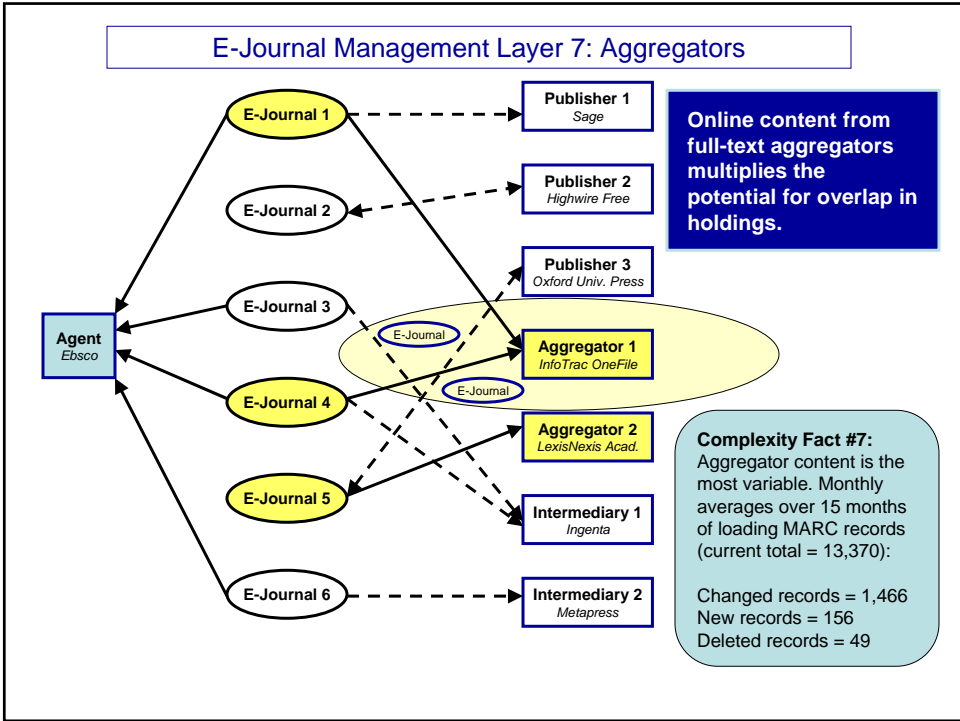 E-Journal Management Layer 7: Aggregators
E-Journal 1
E-Journal 2
E-Journal 3
E-Journal 4
E-Journal 5
E-Journal 6
Agent
Ebsco
Publisher 1
Sage
Publisher 2
Highwire Free
Publisher 3
Oxford Univ. Press
E-Journal
E-Journal
Aggregator 1
InfoTrac OneFile
Aggregator 2
LexisNexis Acad.
Intermediary 1
Ingenta
Intermediary 2
Metapress
Online content from
full-text aggregators
multiplies the
potential for overlap in
holdings.
Complexity Fact #7:
Aggregator content is the
most variable. Monthly
averages over 15 months
of loading MARC records
(current total = 13,370):
Changed records = 1,466
New records = 156
Deleted records = 49